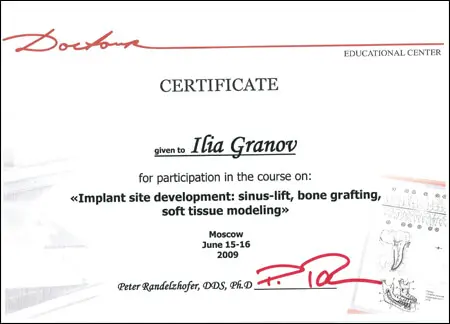 Doctour
EDUCATIONAL CENTER
CERTIFICATE
given to Ilia Granov
for participation in the course on:
«Implant site development: sinus-lift, bone grafting,
soft tissue modeling»
Moscow
June 15-16
2009
Peter Randelzhofer, DDS, Ph.D